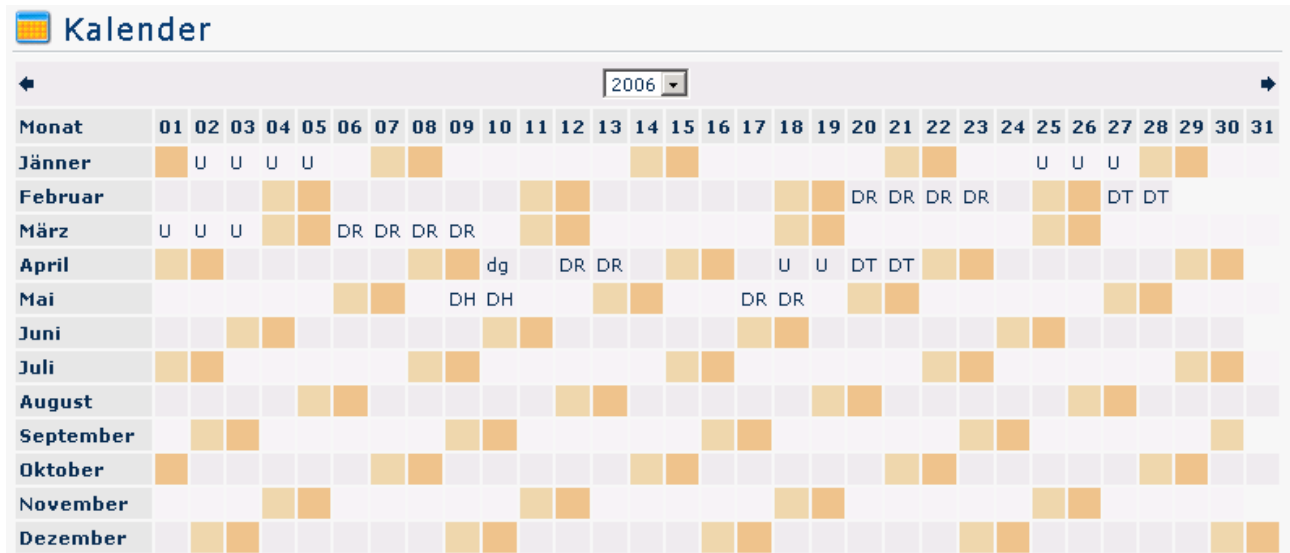 Kalender
2006
Monat 01 02 03 04 05 06 07 08 09 10 11 12 13 14 15 16 17 18 19 20 21 22 23 24 25 26 27 28 29 30 31
Jänner U U U U U U U
Februar DR DR DR DR DT DT
März U U U DR DR DR DR
April dg DR DR U U DT DT
Mai DH DH DR DR
Juni
Juli
August
September
Oktober
November
Dezember